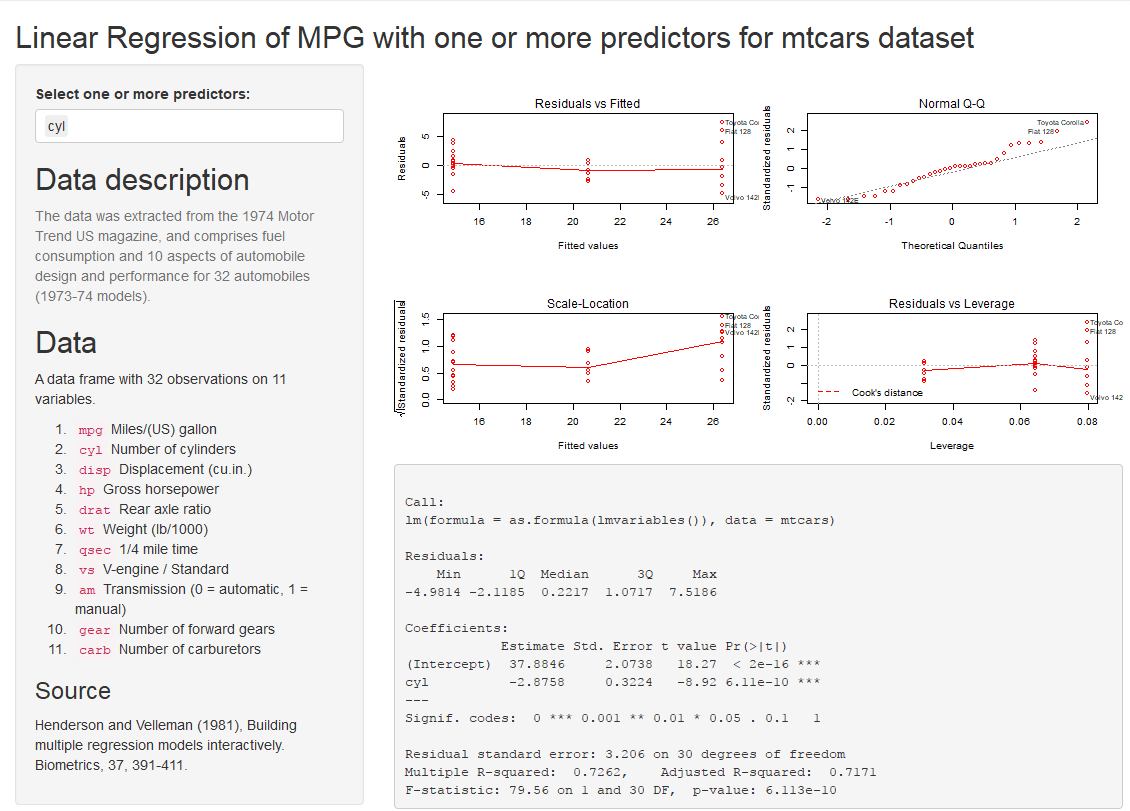 Linear Regression of MPG with one or more predictors for mtcars dataset
Select one or more predictors:
cyl
Data description
The data was extracted from the 1974 Motor
Trend US magazine, and comprises fuel
consumption and 10 aspects of automobile
design and performance for 32 automobiles
(1973-74 models).
Data
A data frame with 32 observations on 11
variables.
1. mpg Miles/(US) gallon
2. cyl Number of cylinders
3. disp Displacement (cu.in.)
4. hp Gross horsepower
5. drat Rear axle ratio
6. wt Weight (lb/1000)
7. qsec 1/4 mile time
8. vs V-engine / Standard
9. am Transmission (0 = automatic, 1 =
manual)
10. gear Number of forward gears
11. carb Number of carburetors
Source
Henderson and Velleman (1981), Building
multiple regression models interactively.
Biometrics, 37, 391-411.
Residuals vs Fitted
Residuals
5
0
-5
Toyota Co
Fiat 128
Volvo 142
16 18 20 22 24 26
Fitted values
Normal Q-Q
Standardized residuals
2
1
0
-1
Toyota Corolla
Fiat 128
Volvo 142E
-2 -1 0 1 2
Theoretical Quantiles
Scale-Location
√|Standardized residuals|
1.5
1.0
0.5
0.0
Toyota Co
Fiat 128
Volvo 142
16 18 20 22 24 26
Fitted values
Residuals vs Leverage
Standardized residuals
2
1
0
-2
Toyota Co
Fiat 128
Volvo 142
Cook's distance
0.00 0.02 0.04 0.06 0.08
Leverage
Call:
lm(formula = as.formula(lmvariables()), data = mtcars)
Residuals:
Min 1Q Median 3Q Max
-4.9814 -2.1185 0.2217 1.0717 7.5186
Coefficients:
Estimate Std. Error t value Pr(>|t|)
(Intercept) 37.8846 2.0738 18.27 < 2e-16 ***
cyl -2.8758 0.3224 -8.92 6.11e-10 ***
---
Signif. codes: 0 *** 0.001 ** 0.01 * 0.05 . 0.1 1
Residual standard error: 3.206 on 30 degrees of freedom
Multiple R-squared: 0.7262, Adjusted R-squared: 0.7171
F-statistic: 79.56 on 1 and 30 DF, p-value: 6.113e-10